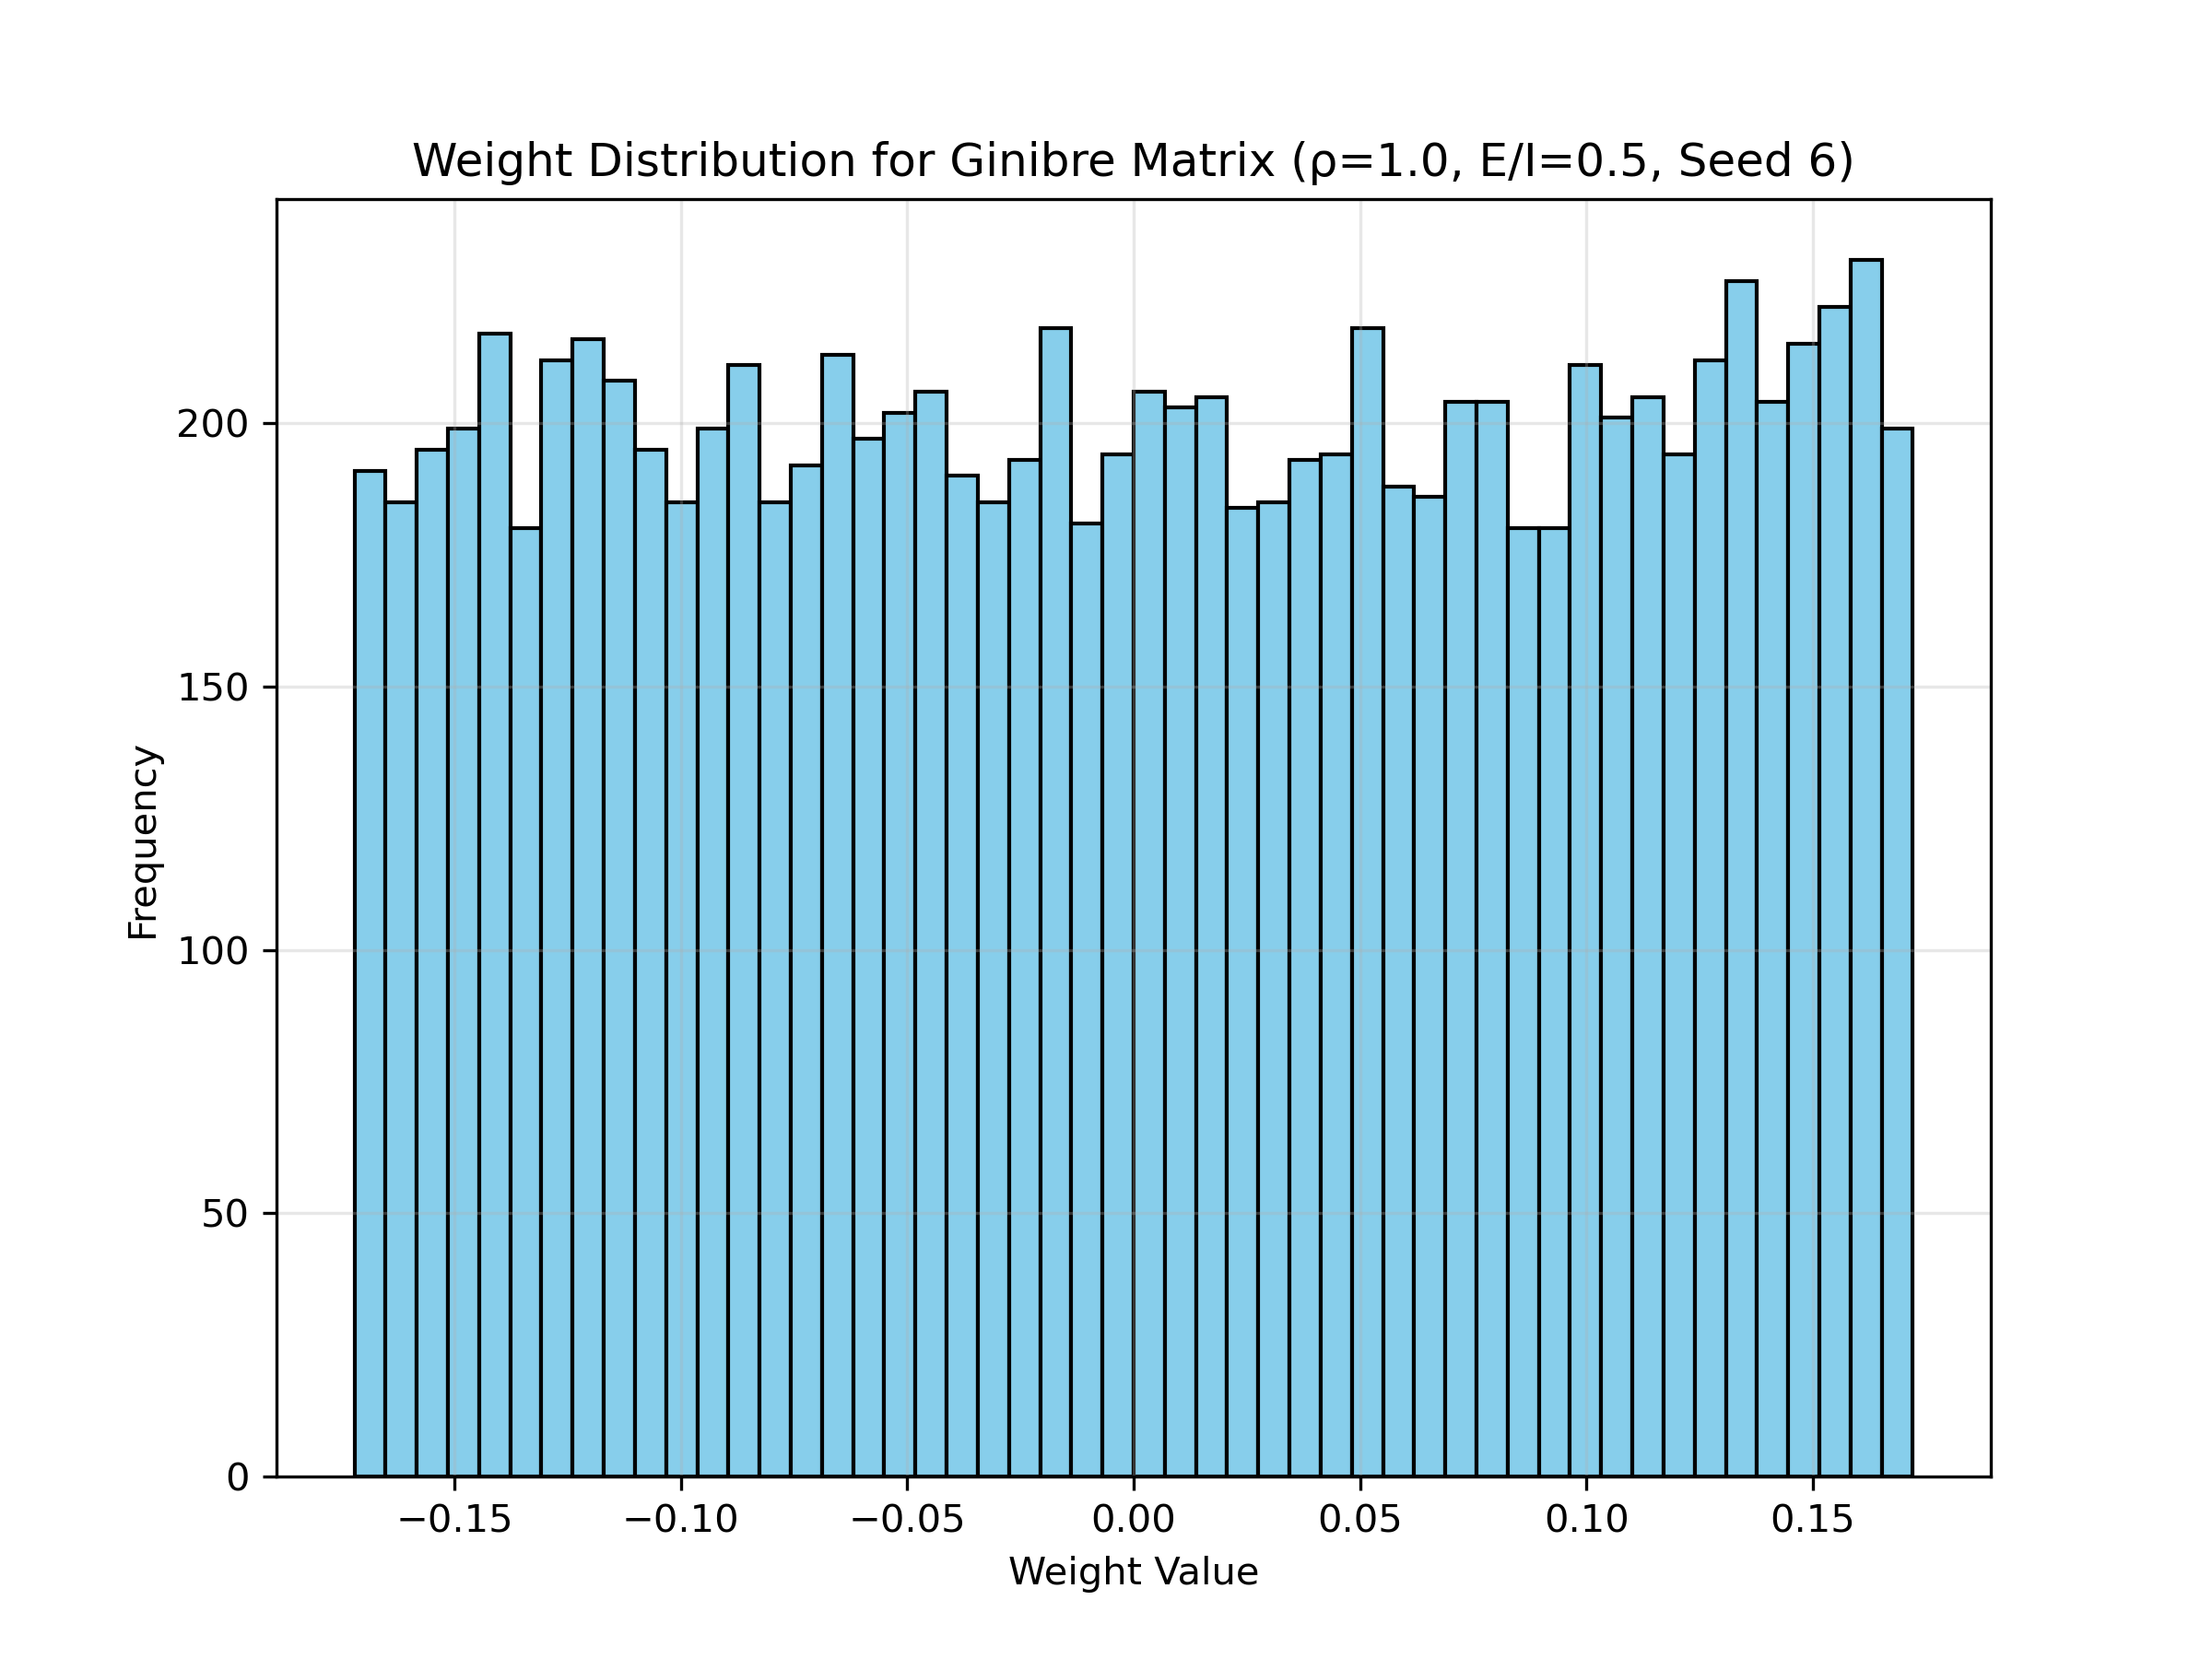 Weight Distribution for Ginibre Matrix (ρ=1.0, E/I=0.5, Seed 6)
Frequency
200
150
100
50
0
−0.15 −0.10 −0.05 0.00 0.05 0.10 0.15
Weight Value